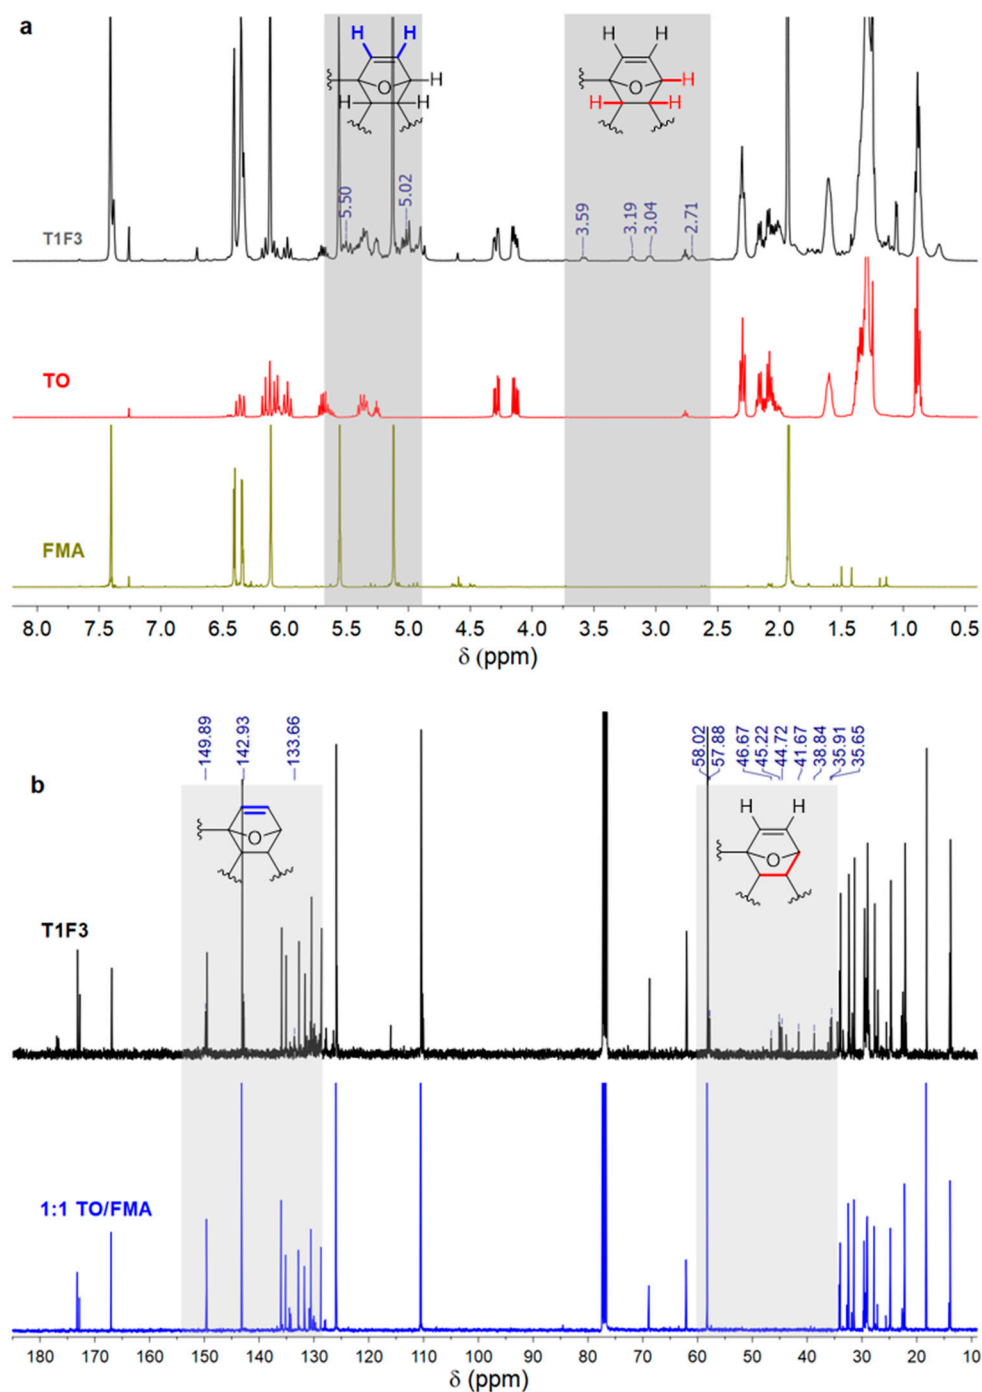 a
H H
O H
H H
H H
O H
H H
5.50
5.02
3.59
3.19
3.04
2.71
T1F3
TO
FMA
8.0 7.5 7.0 6.5 6.0 5.5 5.0 4.5 4.0 3.5 3.0 2.5 2.0 1.5 1.0 0.5
δ (ppm)
b
149.89
142.93
133.66
58.02
57.88
46.67
45.22
44.72
41.67
38.84
35.91
35.65
O
H H
O
T1F3
1:1 TO/FMA
180 170 160 150 140 130 120 110 100 90 80 70 60 50 40 30 20 10
δ (ppm)